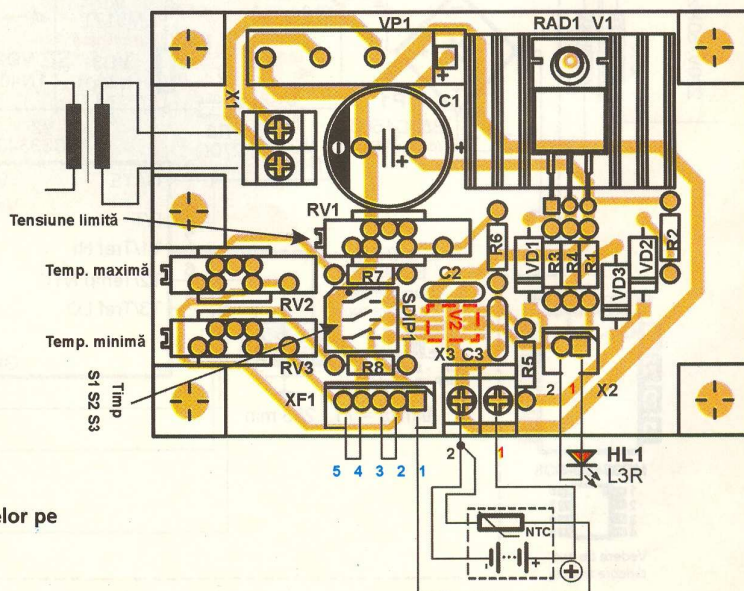 VP1
RAD1 V1
X1
C1
+
+
+
Tensiune limită
RV1
Temp. maximă
Temp. minimă
RV2
RV3
Timp
S1 S2 S3
R7
SDIP1
R8
C2
V2
X3 C3
R6
R5
VD1
R3
R4
R1
VD3
VD2
R2
XF1
X2
5 4 3 2 1
2 1
2 1
HL1
L3R
NTC
- +
+
elor pe